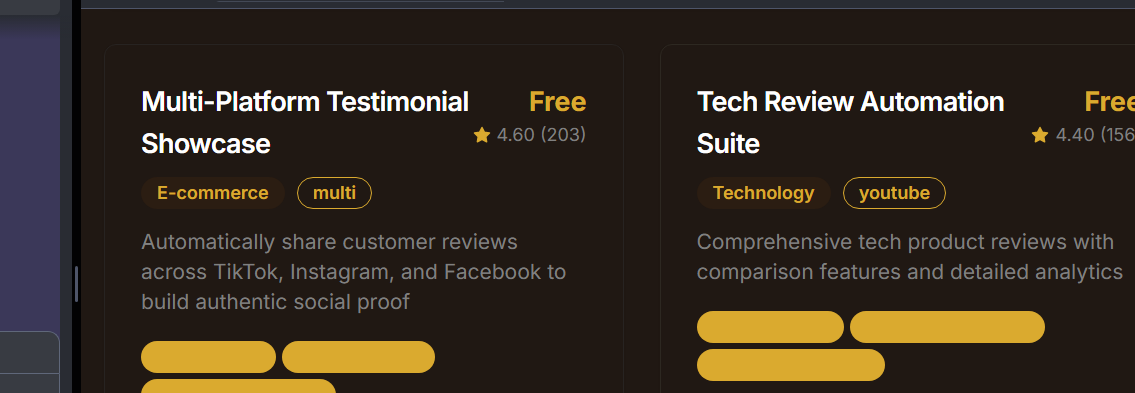 Multi-Platform Testimonial
Showcase
Free
4.60 (203)
E-commerce
multi
Automatically share customer reviews
across TikTok, Instagram, and Facebook to
build authentic social proof
Tech Review Automation
Suite
Free
4.40 (156
Technology
youtube
Comprehensive tech product reviews with
comparison features and detailed analytics